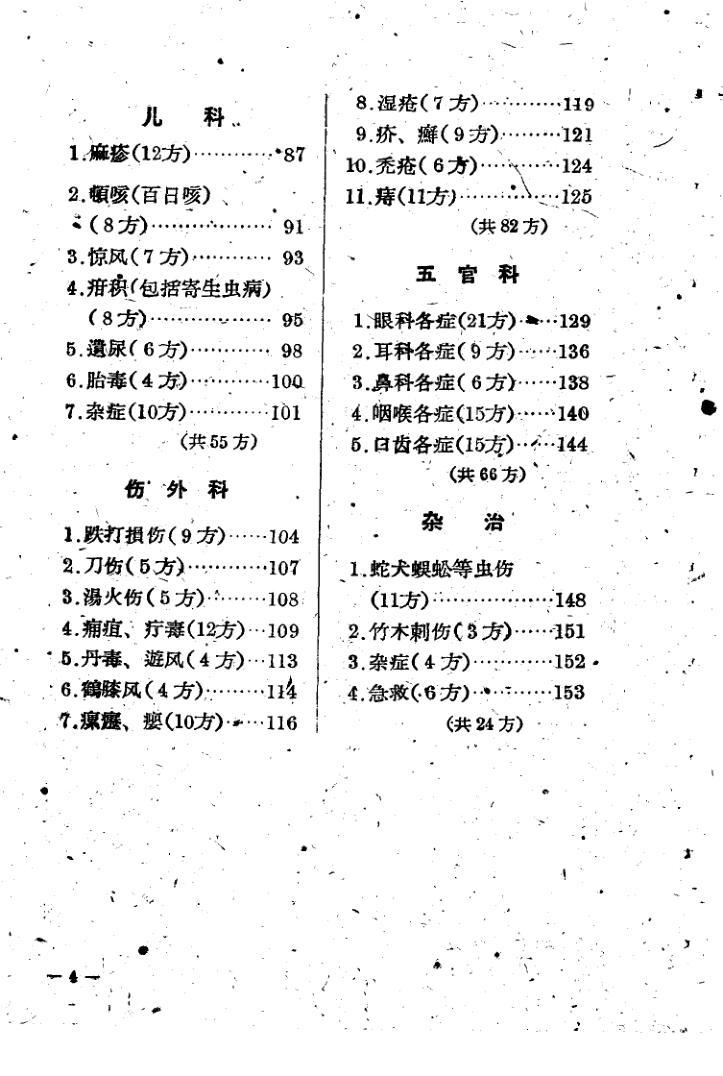 儿　科
1.麻疹(12方)…………87
2.頓咳(百日咳)
(8方)………………91
3.惊风(7方)…………93
4.疳积(包括寄生虫病)
(8方)………………95
5.遺尿(6方)…………98
6.胎毒(4方)…………100
7.杂症(10方)…………101
(共55方)
伤 外 科
1.跌打損伤(9方)……104
2.刀伤(5方)…………107
3.湯火伤(5方)………108
4.痈疽、疔毒(12方)…109
5.丹毒、遊风(4方)…113
6.鶴膝风(4方)………114
7.瘰癧、瘿(10方)……116
8.湿疮(7方)…………119
9.疥、癬(9方)………121
10.禿疮(6方)…………124
11.痔(11方)……………125
(共82方)
五 官 科
1.眼科各症(21方)……129
2.耳科各症(9方)……136
3.鼻科各症(6方)……138
4.咽喉各症(15方)……140
5.口齿各症(15方)……144
(共66方)
杂　治
1.蛇犬蜈蚣等虫伤
(11方)…………………148
2.竹木刺伤(3方)……151
3.杂症(4方)…………152
4.急救(6方)…………153
(共24方)
—4—